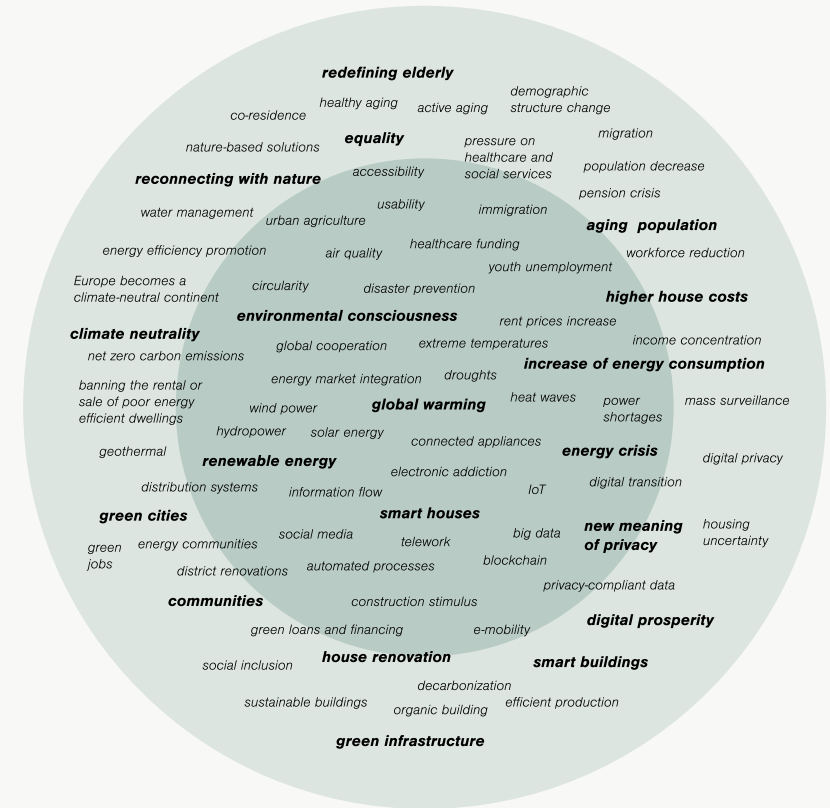 redefining elderly
demographic
structure change
healthy aging
active aging
co-residence
migration
equality
nature-based solutions
pressure on
healthcare and
social services
population decrease
accessibility
reconnecting with nature
pension crisis
usability
immigration
water management
urban agriculture
aging  population
healthcare funding
energy efficiency promotion
air quality
workforce reduction
youth unemployment
Europe becomes a
climate-neutral continent
circularity
disaster prevention
higher house costs
environmental consciousness
rent prices increase
climate neutrality
income concentration
global cooperation
extreme temperatures
net zero carbon emissions
increase of energy consumption
energy market integration
droughts
banning the rental or
sale of poor energy
efficient dwellings
heat waves
power
shortages
mass surveillance
wind power
global warming
hydropower
solar energy
connected appliances
geothermal
energy crisis
digital privacy
renewable energy
electronic addiction
distribution systems
information flow
IoT
digital transition
green cities
smart houses
new meaning
of privacy
housing
uncertainty
social media
big data
green
jobs
energy communities
telework
blockchain
district renovations
automated processes
privacy-compliant data
communities
construction stimulus
digital prosperity
green loans and financing
e-mobility
house renovation
smart buildings
social inclusion
decarbonization
sustainable buildings
organic building
efficient production
green infrastructure